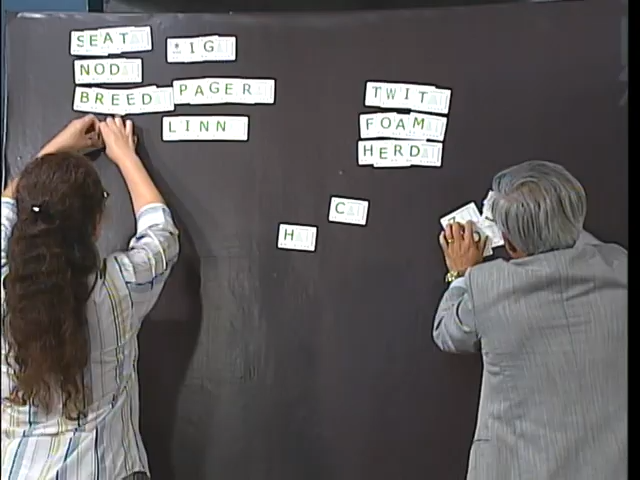 SEAT
IG
NOD
BREED
PAGER
LINN
TWIT
FOAM
HERD
C
H